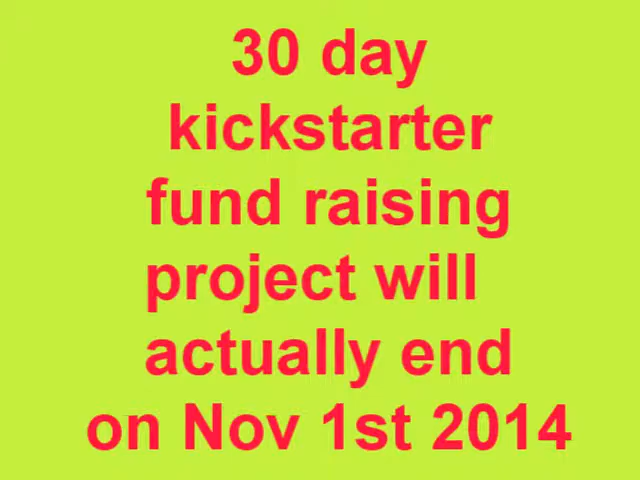 30 day
kickstarter
fund raising
project will
actually end
on Nov 1st 2014